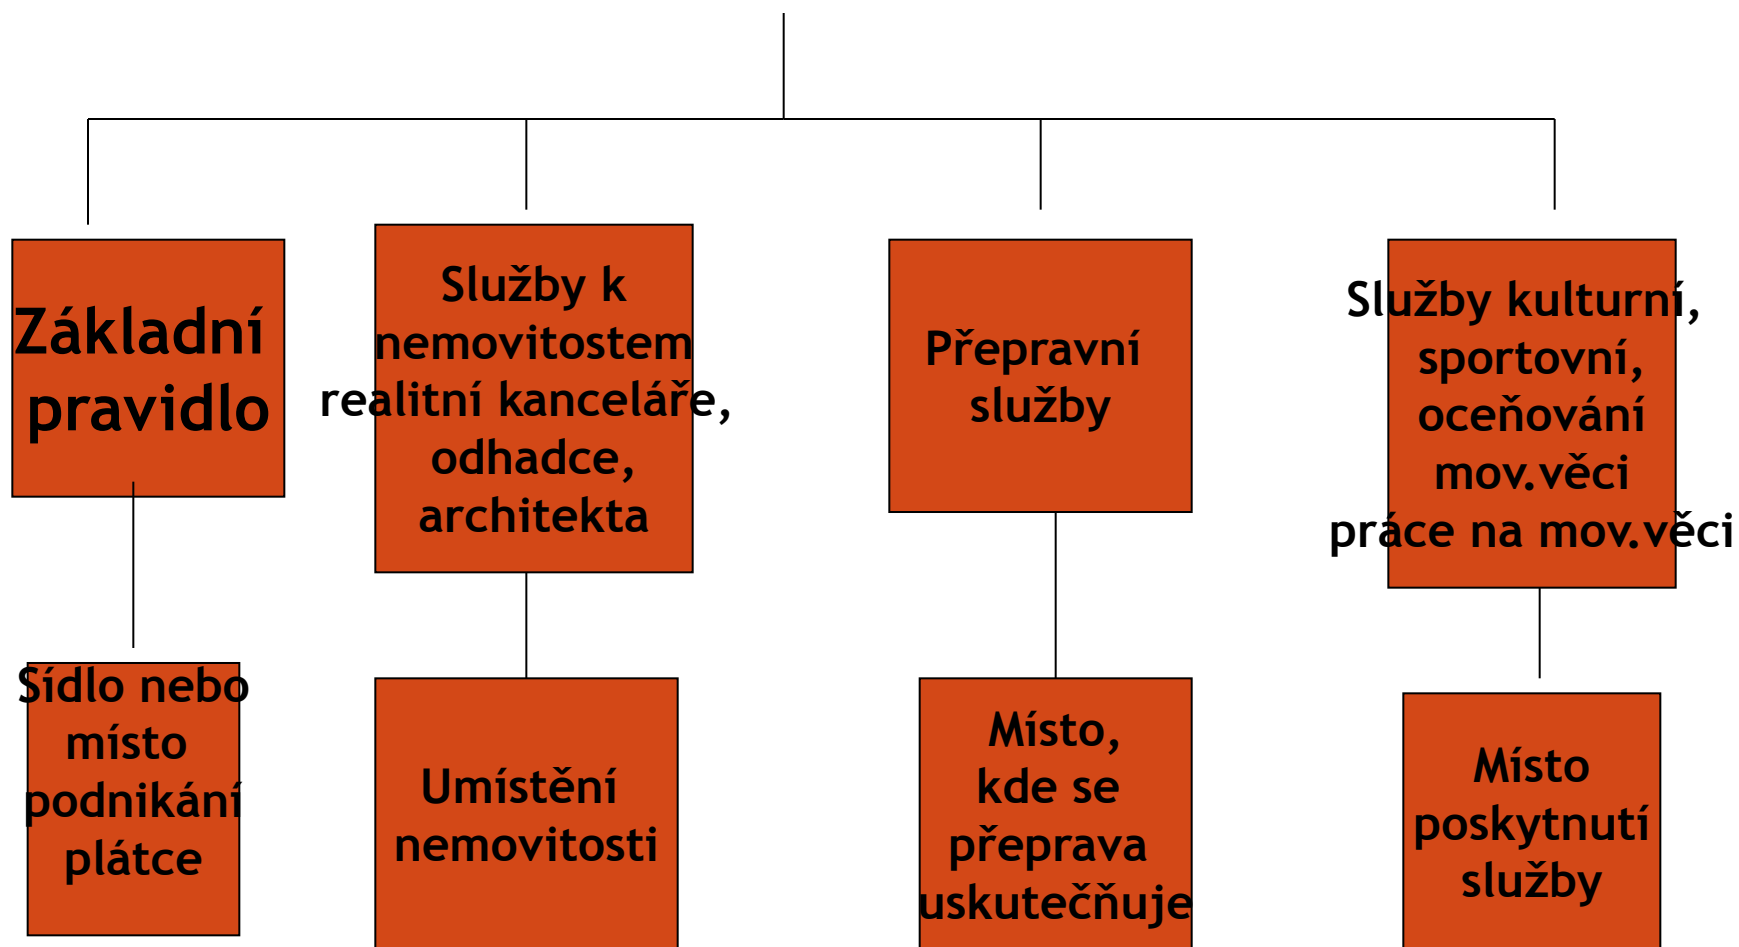 Základní
pravidlo
Služby k
nemovitostem
realitní kanceláře,
odhadce,
architekta
Přepravní
služby
Služby kulturní,
sportovní,
oceňování
mov.věci
práce na mov.věci
Sídlo nebo
místo
podnikání
plátce
Umístění
nemovitosti
Místo,
kde se
přeprava
uskutečňuje
Místo
poskytnutí
služby